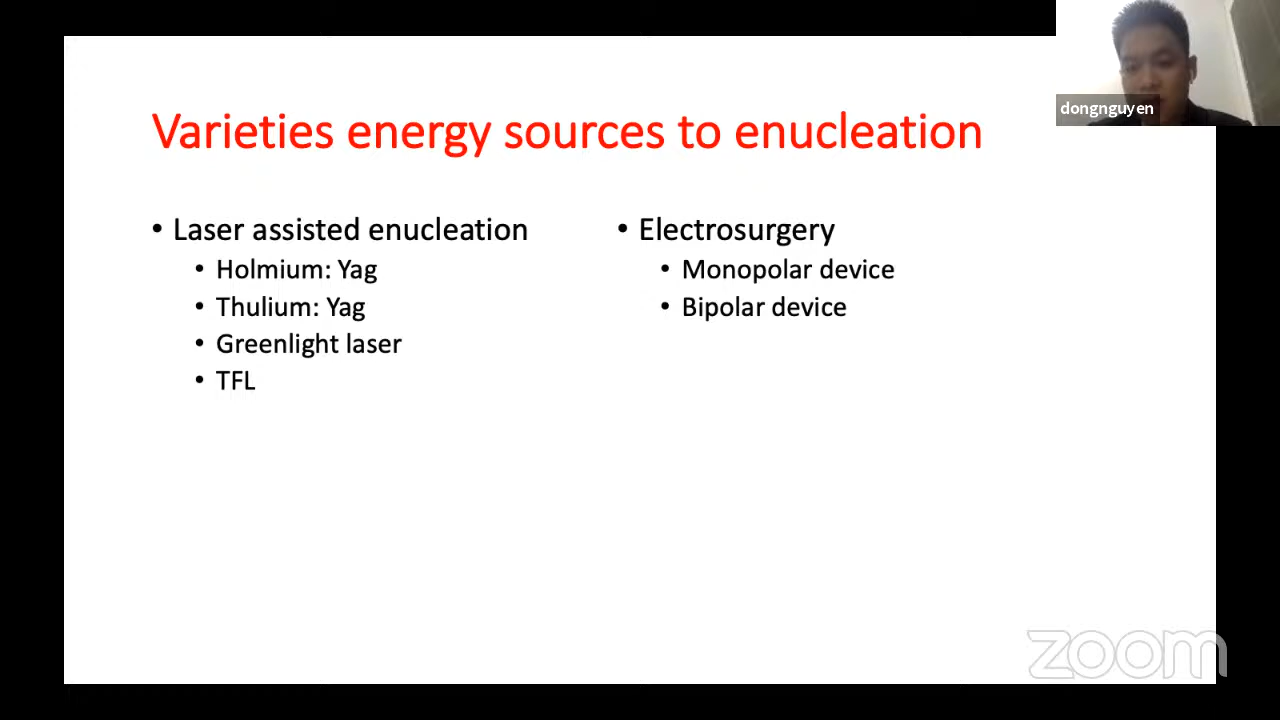 dongnguyen
Varieties energy sources to enucleation
• Laser assisted enucleation
• Holmium: Yag
• Thulium: Yag
• Greenlight laser
• TFL
• Electrosurgery
• Monopolar device
• Bipolar device
zoom